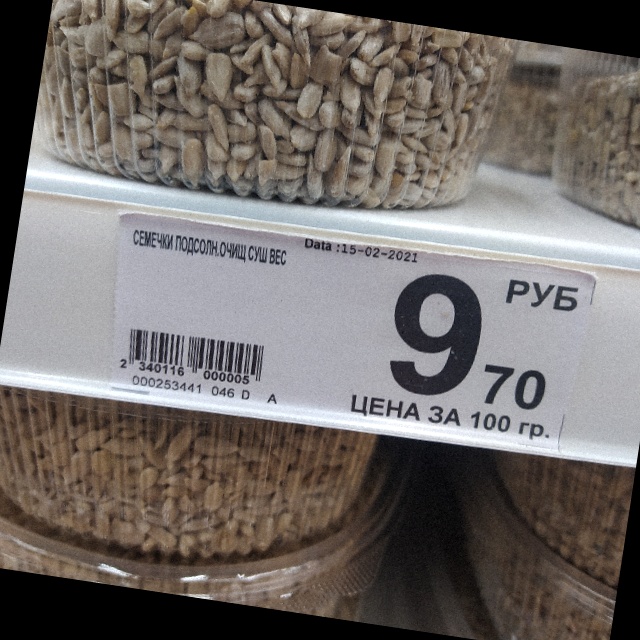 СЕМЕЧКИ ПОДСОЛН.ОЧИЩ СУШ ВЕС
Data :15-02-2021
9 РУБ
70
ЦЕНА ЗА 100 гр.
2 340116 000005
000253441 046 D A